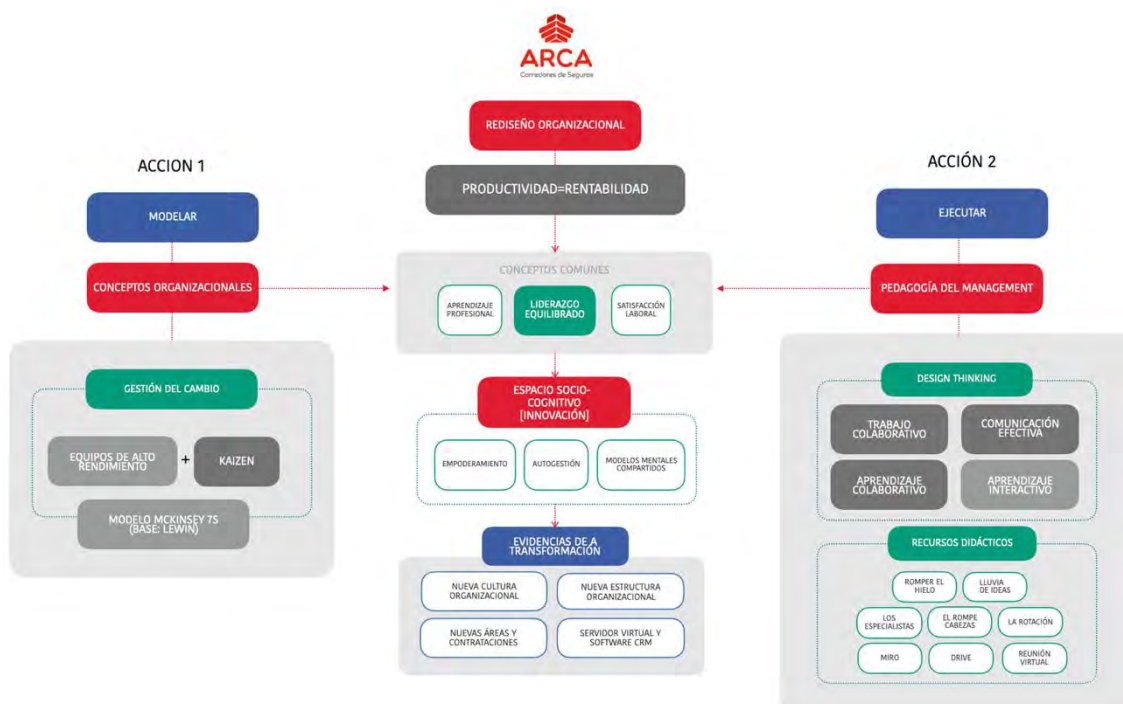 ARCA
Corredores de Seguros
REDISEÑO ORGANIZACIONAL
PRODUCTIVIDAD=RENTABILIDAD
ACCION 1
MODELAR
CONCEPTOS ORGANIZACIONALES
GESTIÓN DEL CAMBIO
EQUIPOS DE ALTO
RENDIMIENTO
+
KAIZEN
MODELO MCKINSEY 7S
(BASE: LEWIN)
CONCEPTOS COMUNES
APRENDIZAJE
PROFESIONAL
LIDERAZGO
EQUILIBRADO
SATISFACCIÓN
LABORAL
ESPACIO SOCIO-
COGNITIVO
[INNOVACIÓN]
EMPODERAMIENTO
AUTOGESTIÓN
MODELOS MENTALES
COMPARTIDOS
EVIDENCIAS DE A
TRANSFORMACIÓN
NUEVA CULTURA
ORGANIZACIONAL
NUEVA ESTRUCTURA
ORGANIZACIONAL
NUEVAS ÁREAS Y
CONTRATACIONES
SERVIDOR VIRTUAL Y
SOFTWARE CRM
ACCIÓN 2
EJECUTAR
PEDAGOGÍA DEL MANAGEMENT
DESIGN THINKING
TRABAJO
COLABORATIVO
COMUNICACIÓN
EFECTIVA
APRENDIZAJE
COLABORATIVO
APRENDIZAJE
INTERACTIVO
RECURSOS DIDÁCTICOS
ROMPER EL
HIELO
LLUVIA
DE IDEAS
LOS
ESPECIALISTAS
EL ROMPE
CABEZAS
LA ROTACIÓN
MIRO
DRIVE
REUNIÓN
VIRTUAL